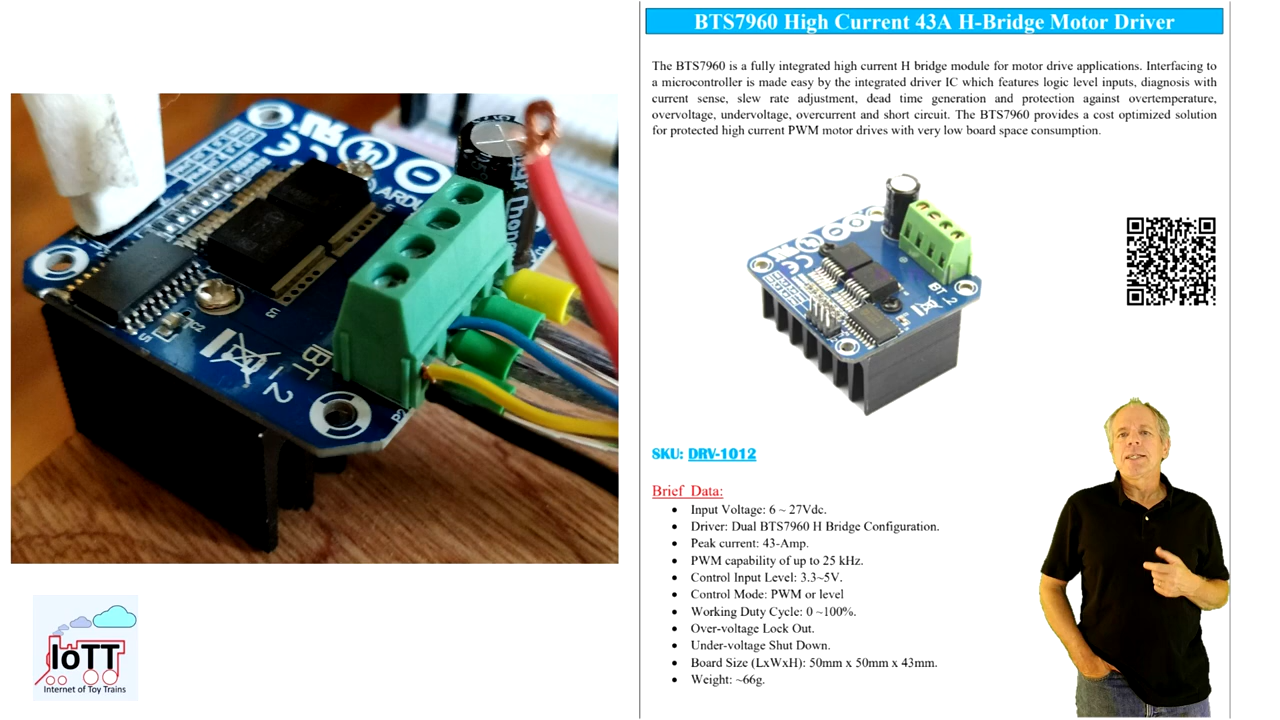 BTS7960 High Current 43A H-Bridge Motor Driver
The BTS7960 is a fully integrated high current H bridge module for motor drive applications. Interfacing to
a microcontroller is made easy by the integrated driver IC which features logic level inputs, diagnosis with
current sense, slew rate adjustment, dead time generation and protection against overtemperature,
overvoltage, undervoltage, overcurrent and short circuit. The BTS7960 provides a cost optimized solution
for protected high current PWM motor drives with very low board space consumption.
SKU: DRV-1012
Brief Data:
• Input Voltage: 6 ~ 27Vdc.
• Driver: Dual BTS7960 H Bridge Configuration.
• Peak current: 43-Amp.
• PWM capability of up to 25 kHz.
• Control Input Level: 3.3~5V.
• Control Mode: PWM or level
• Working Duty Cycle: 0 ~100%.
• Over-voltage Lock Out.
• Under-voltage Shut Down.
• Board Size (LxWxH): 50mm x 50mm x 43mm.
• Weight: ~66g.
U3
BT_2
IoTT
Internet of Toy Trains